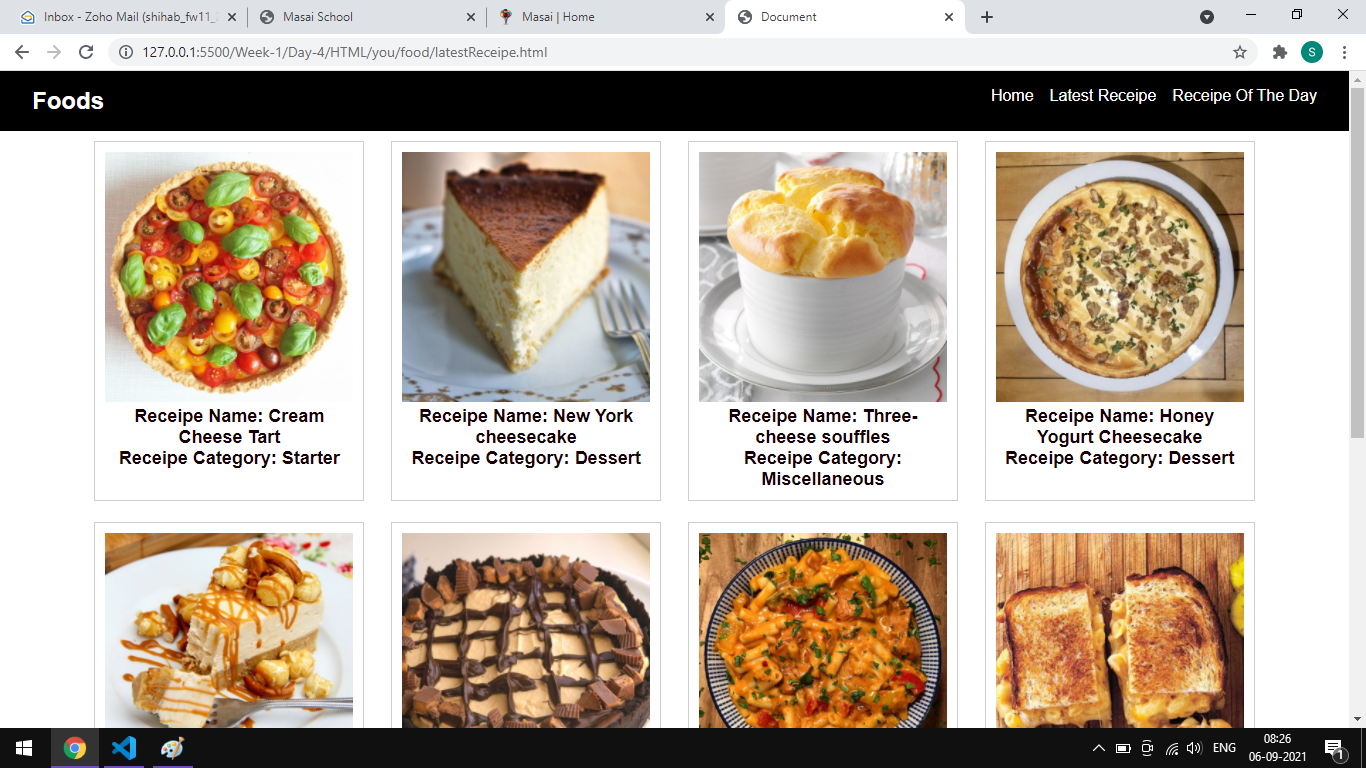 Inbox - Zoho Mail (shihab_fw11_
Masai School
Masai | Home
Document
127.0.0.1:5500/Week-1/Day-4/HTML/you/food/latestReceipe.html
S
Foods
Home
Latest Receipe
Receipe Of The Day
Receipe Name: Cream
Cheese Tart
Receipe Category: Starter
Receipe Name: New York
cheesecake
Receipe Category: Dessert
Receipe Name: Three-
cheese souffles
Receipe Category:
Miscellaneous
Receipe Name: Honey
Yogurt Cheesecake
Receipe Category: Dessert
ENG
08:26
06-09-2021
1